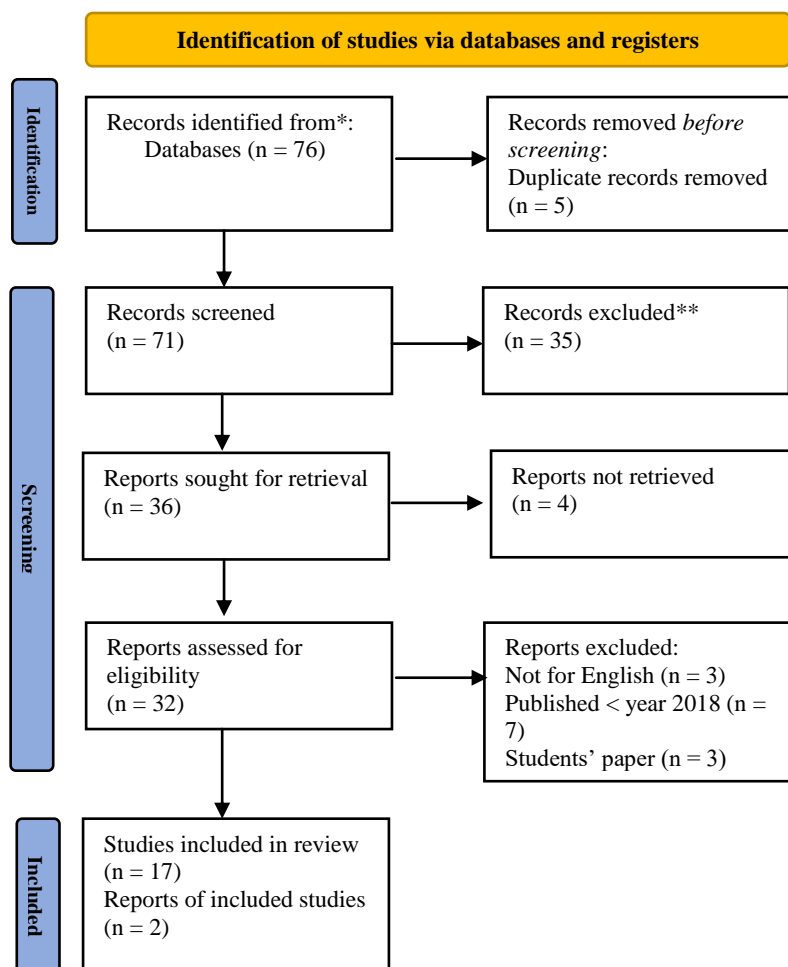 Identification of studies via databases and registers
Identification
Records identified from*:
Databases (n = 76)
Records removed before
screening:
Duplicate records removed
(n = 5)
Screening
Records screened
(n = 71)
Records excluded**
(n = 35)
Reports sought for retrieval
(n = 36)
Reports not retrieved
(n = 4)
Reports assessed for
eligibility
(n = 32)
Reports excluded:
Not for English (n = 3)
Published < year 2018 (n =
7)
Students’ paper (n = 3)
Included
Studies included in review
(n = 17)
Reports of included studies
(n = 2)